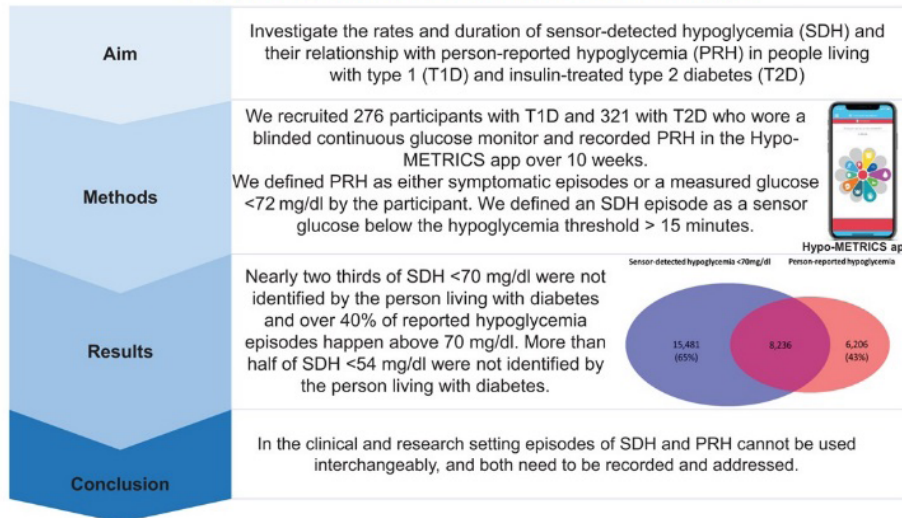 Aim
Investigate the rates and duration of sensor-detected hypoglycemia (SDH) and
their relationship with person-reported hypoglycemia (PRH) in people living
with type 1 (T1D) and insulin-treated type 2 diabetes (T2D)
Methods
We recruited 276 participants with T1D and 321 with T2D who wore a
blinded continuous glucose monitor and recorded PRH in the Hypo-
METRICS app over 10 weeks.
We defined PRH as either symptomatic episodes or a measured glucose
<72 mg/dl by the participant. We defined an SDH episode as a sensor
glucose below the hypoglycemia threshold > 15 minutes.
Hypo-METRICS ap
Results
Nearly two thirds of SDH <70 mg/dl were not
identified by the person living with diabetes
and over 40% of reported hypoglycemia
episodes happen above 70 mg/dl. More than
half of SDH <54 mg/dl were not identified by
the person living with diabetes.
Sensor-detected hypoglycemia <70mg/dl
Person-reported hypoglycemia
15,481
(65%)
8,236
6,206
(43%)
Conclusion
In the clinical and research setting episodes of SDH and PRH cannot be used
interchangeably, and both need to be recorded and addressed.